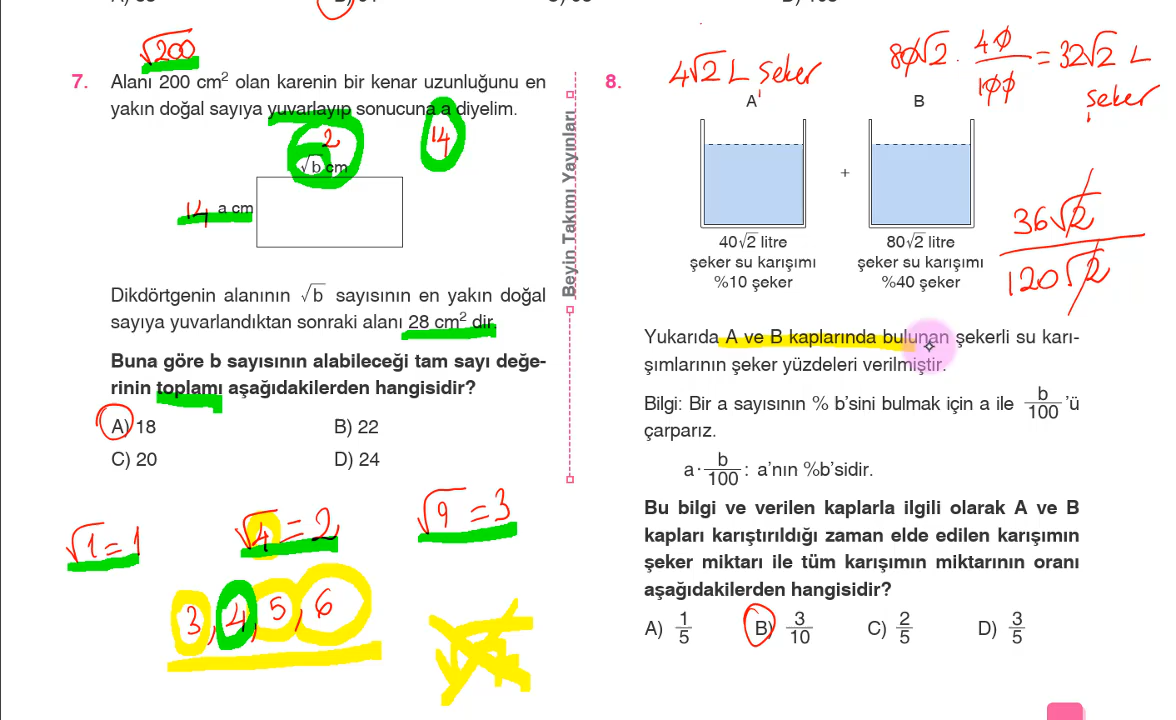 √200
7. Alanı 200 cm² olan karenin bir kenar uzunluğunu en
yakın doğal sayıya yuvarlayıp sonucuna a diyelim.
2
14
√b cm
14 a cm
Dikdörtgenin alanının √b sayısının en yakın doğal
sayıya yuvarlandıktan sonraki alanı 28 cm² dir.
Buna göre b sayısının alabileceği tam sayı değe-
rinin toplamı aşağıdakilerden hangisidir?
A) 18 B) 22
C) 20 D) 24
√1 = 1 √4 = 2 √9 = 3
3, 4, 5, 6
Beyin Takımı Yayınları
8.
4√2 L şeker
80√2 · 40/100 = 32√2 L
şeker
A B
+
40√2 litre 80√2 litre
şeker su karışımı şeker su karışımı
%10 şeker %40 şeker
36√2/120√2
Yukarıda A ve B kaplarında bulunan şekerli su karı-
şımlarının şeker yüzdeleri verilmiştir.
Bilgi: Bir a sayısının % b'sini bulmak için a ile b/100 'ü
çarparız.
a · b/100 : a'nın %b'sidir.
Bu bilgi ve verilen kaplarla ilgili olarak A ve B
kapları karıştırıldığı zaman elde edilen karışımın
şeker miktarı ile tüm karışımın miktarının oranı
aşağıdakilerden hangisidir?
A) 1/5 B) 3/10 C) 2/5 D) 3/5